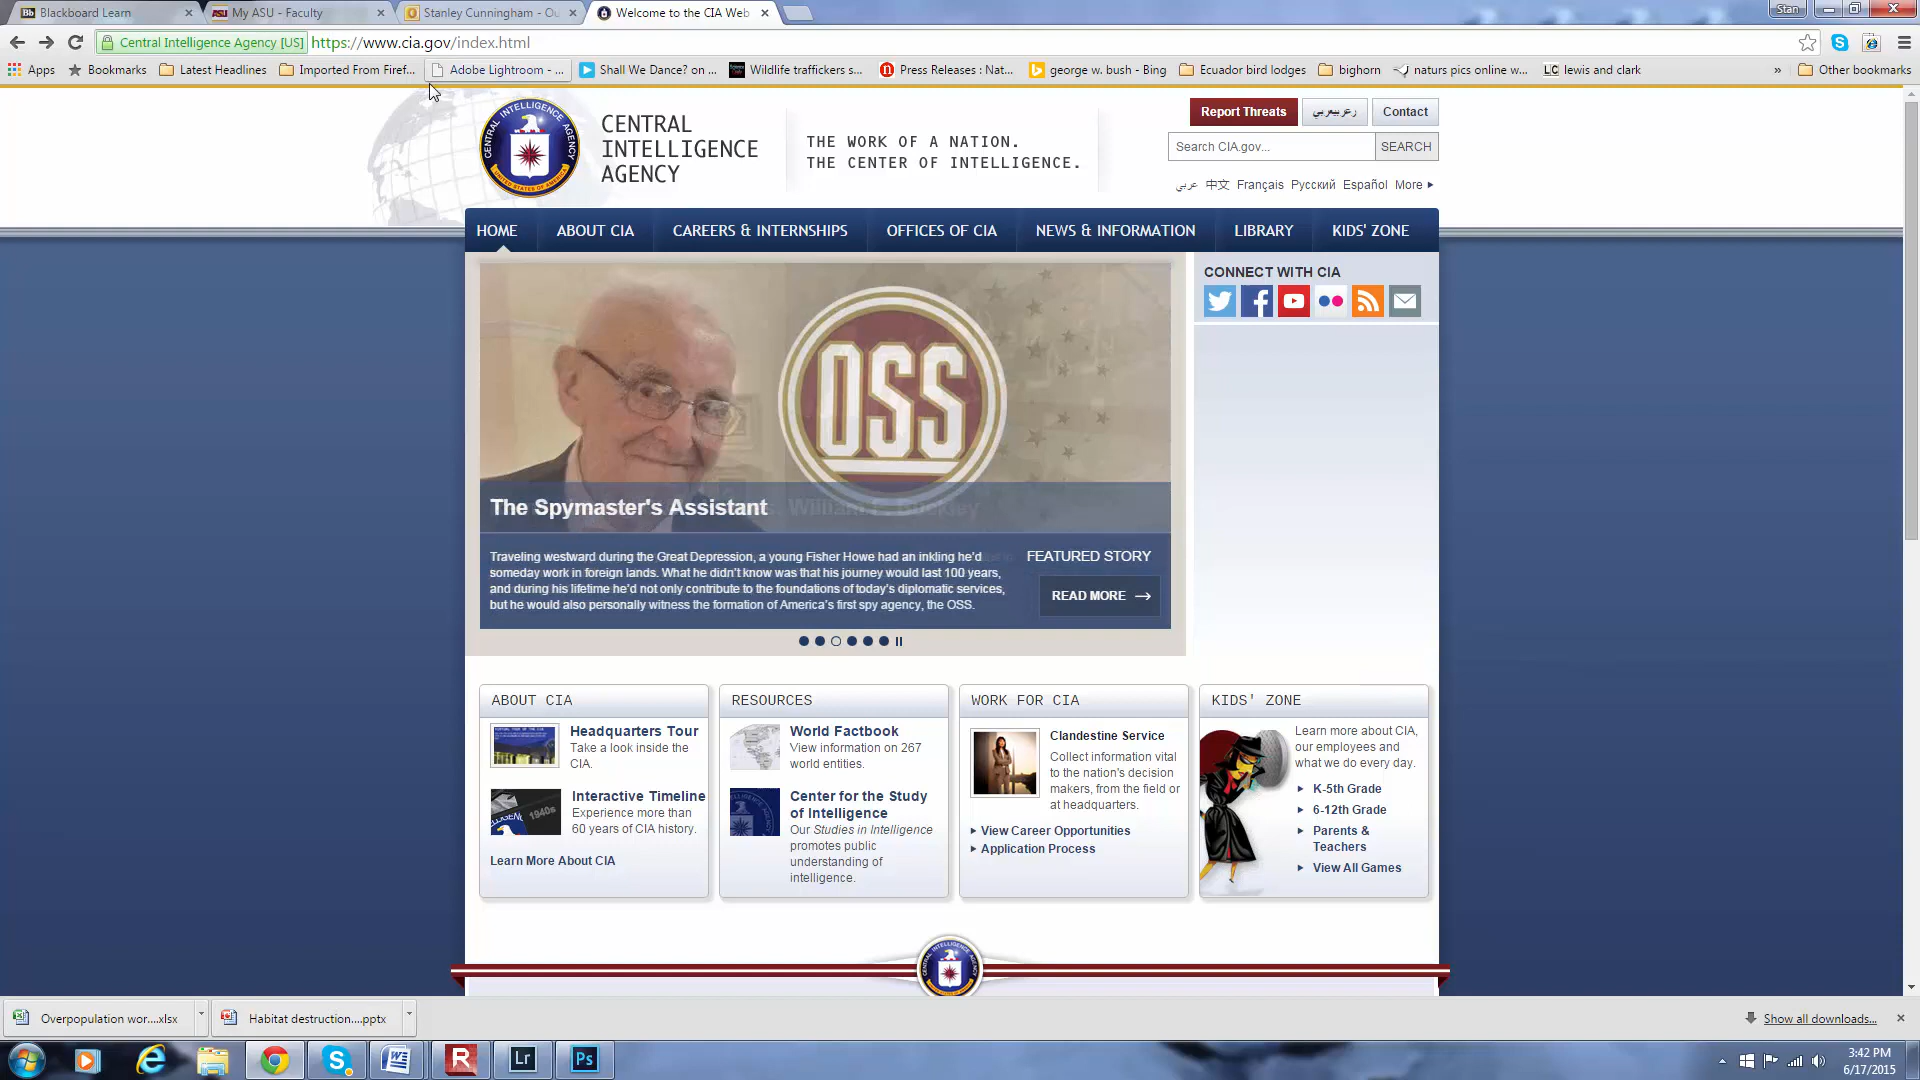 Blackboard Learn
My ASU - Faculty
Stanley Cunningham - Ou
Welcome to the CIA Web
Stan
Central Intelligence Agency [US]
https://www.cia.gov/index.html
Apps
Bookmarks
Latest Headlines
Imported From Firef...
Adobe Lightroom - ...
Shall We Dance? on ...
Wildlife traffickers s...
Press Releases : Nat...
george w. bush - Bing
Ecuador bird lodges
bighorn
naturs pics online w...
LC lewis and clark
»
Other bookmarks
CENTRAL
INTELLIGENCE
AGENCY
THE WORK OF A NATION.
THE CENTER OF INTELLIGENCE.
Report Threats
Contact
Search CIA.gov...
SEARCH
عربي 中文 Français Русский Español More
HOME
ABOUT CIA
CAREERS & INTERNSHIPS
OFFICES OF CIA
NEWS & INFORMATION
LIBRARY
KIDS' ZONE
OSS
The Spymaster's Assistant
Traveling westward during the Great Depression, a young Fisher Howe had an inkling he'd
someday work in foreign lands. What he didn't know was that his journey would last 100 years,
and during his lifetime he'd not only contribute to the foundations of today's diplomatic services,
but he would also personally witness the formation of America's first spy agency, the OSS.
FEATURED STORY
READ MORE
CONNECT WITH CIA
ABOUT CIA
Headquarters Tour
Take a look inside the
CIA.
1940s
Interactive Timeline
Experience more than
60 years of CIA history.
Learn More About CIA
RESOURCES
World Factbook
View information on 267
world entities.
Center for the Study
of Intelligence
Our Studies in Intelligence
promotes public
understanding of
intelligence.
WORK FOR CIA
Clandestine Service
Collect information vital
to the nation's decision
makers, from the field or
at headquarters.
View Career Opportunities
Application Process
KIDS' ZONE
Learn more about CIA,
our employees and
what we do every day.
K-5th Grade
6-12th Grade
Parents &
Teachers
View All Games
Overpopulation wor....xlsx
Habitat destruction....pptx
Show all downloads...
Lr
Ps
3:42 PM
6/17/2015